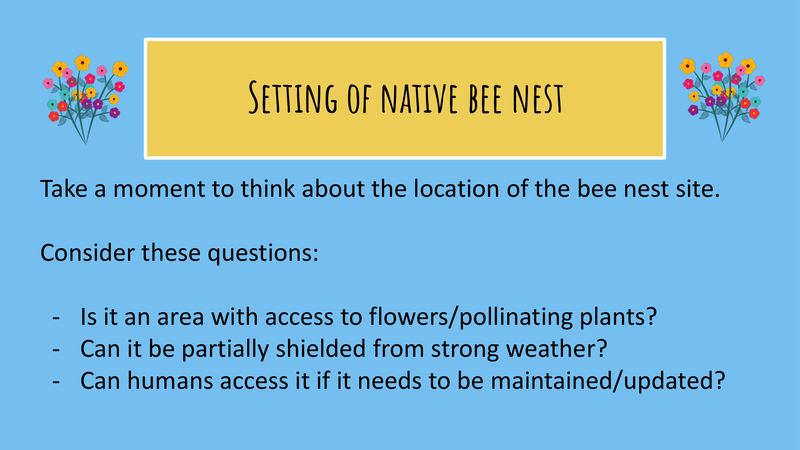 Setting of native bee nest
Take a moment to think about the location of the bee nest site.
Consider these questions:
- Is it an area with access to flowers/pollinating plants?
- Can it be partially shielded from strong weather?
- Can humans access it if it needs to be maintained/updated?